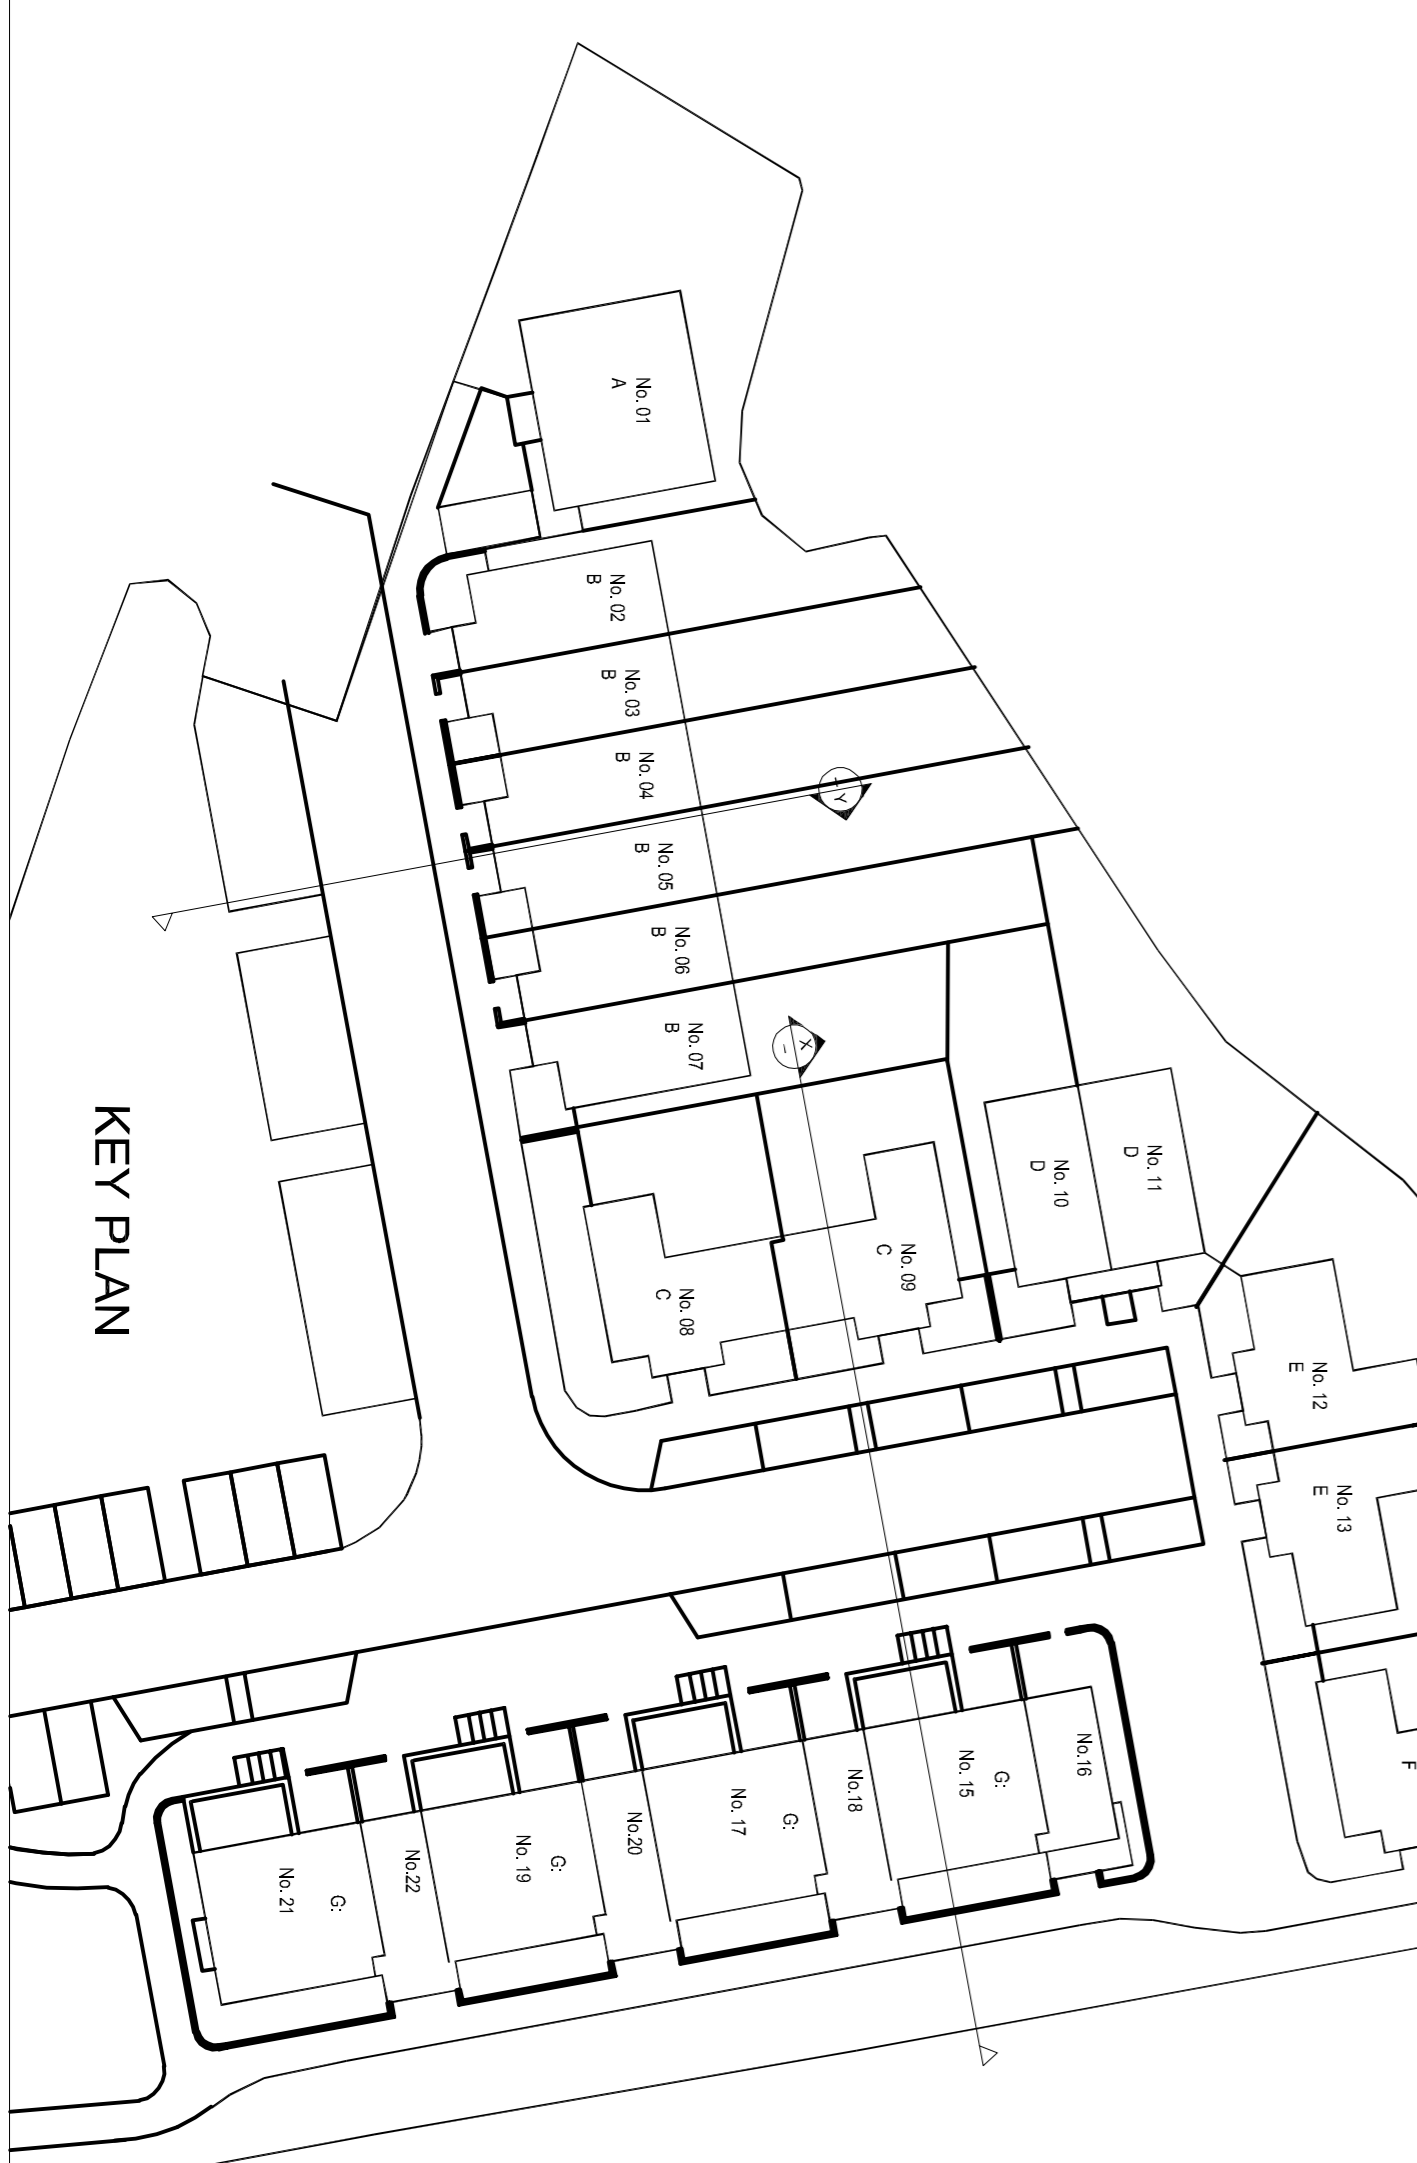 No. 01
A
No. 02
B
No. 03
B
No. 04
B
No. 05
B
No. 06
B
No. 07
B
Y
-
X
-
No. 08
C
No. 09
C
No. 10
D
No. 11
D
No. 12
E
No. 13
E
F
No.16
G:
No. 15
No.18
G:
No. 17
No.20
G:
No. 19
No.22
G:
No. 21
KEY PLAN